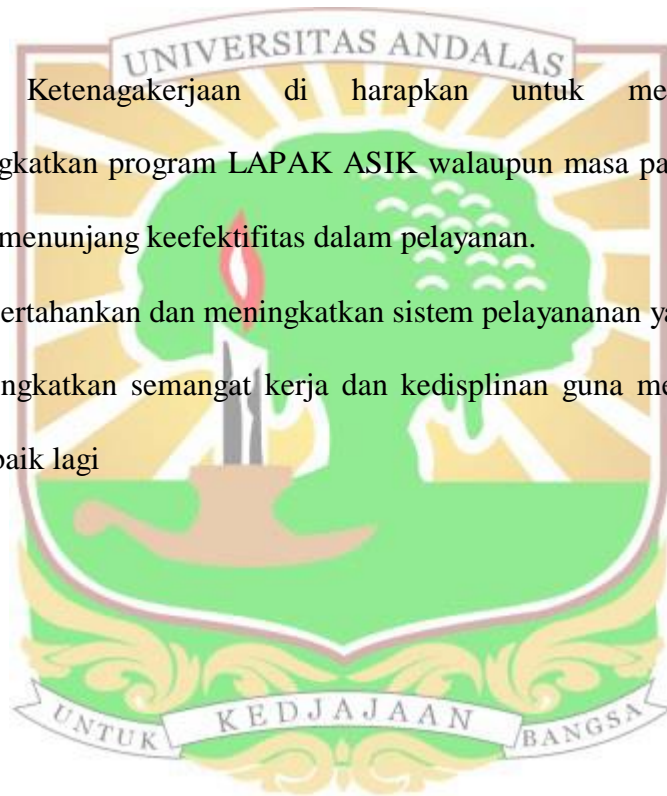 UNIVERSITAS ANDALAS
Ketenagakerjaan di harapkan untuk me
gkatkan program LAPAK ASIK walaupun masa pa
menunjang keefektifitas dalam pelayanan.
ertahankan dan meningkatkan sistem pelayananan ya
ngkatkan semangat kerja dan kedisplinan guna me
baik lagi
UNTUK KEDJAJAAN BANGSA